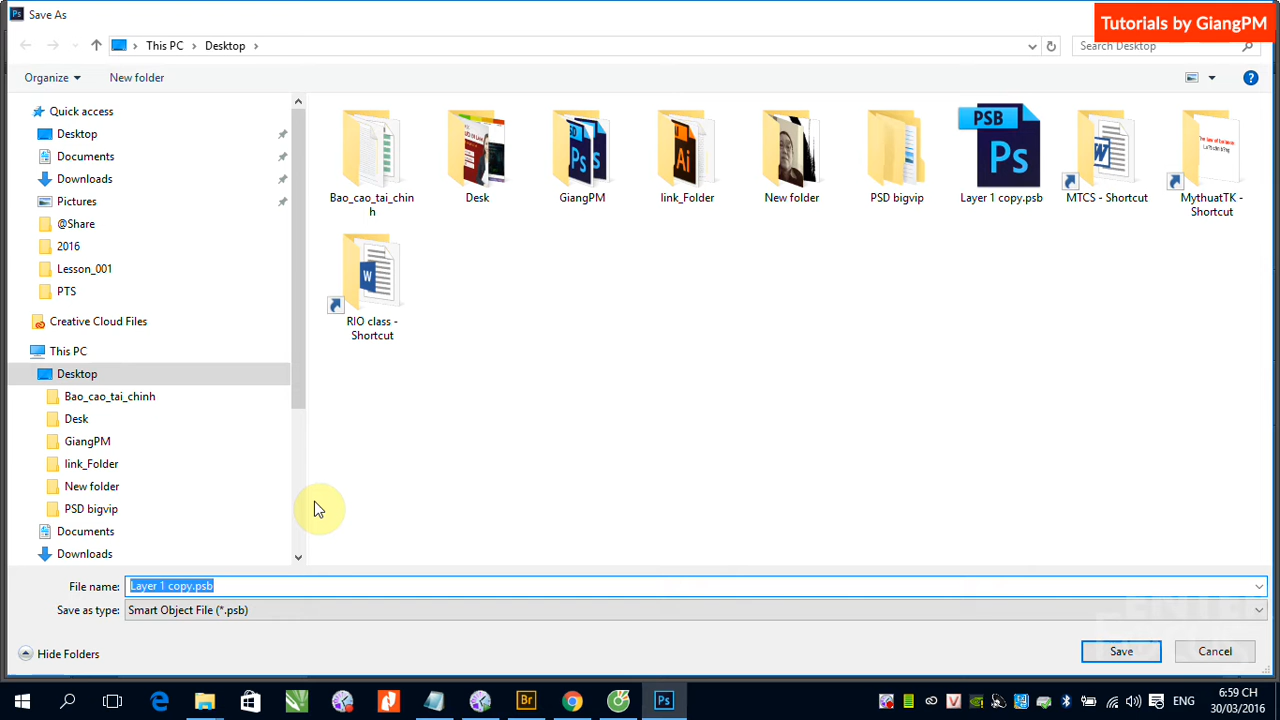 Save As
Tutorials by GiangPM
This PC
Desktop
Search Desktop
Organize
New folder
Quick access
Desktop
Documents
Downloads
Pictures
@Share
2016
Lesson_001
PTS
Creative Cloud Files
This PC
Desktop
Bao_cao_tai_chinh
Desk
GiangPM
link_Folder
New folder
PSD bigvip
Documents
Downloads
Bao_cao_tai_chin
h
Desk
GiangPM
link_Folder
New folder
PSD bigvip
PSB
Ps
Layer 1 copy.psb
MTCS - Shortcut
MythuatTK -
Shortcut
RIO class -
Shortcut
File name:
Layer 1 copy.psb
Save as type:
Smart Object File (*.psb)
Hide Folders
Save
Cancel
Br
Ps
ENG
6:59 CH
30/03/2016